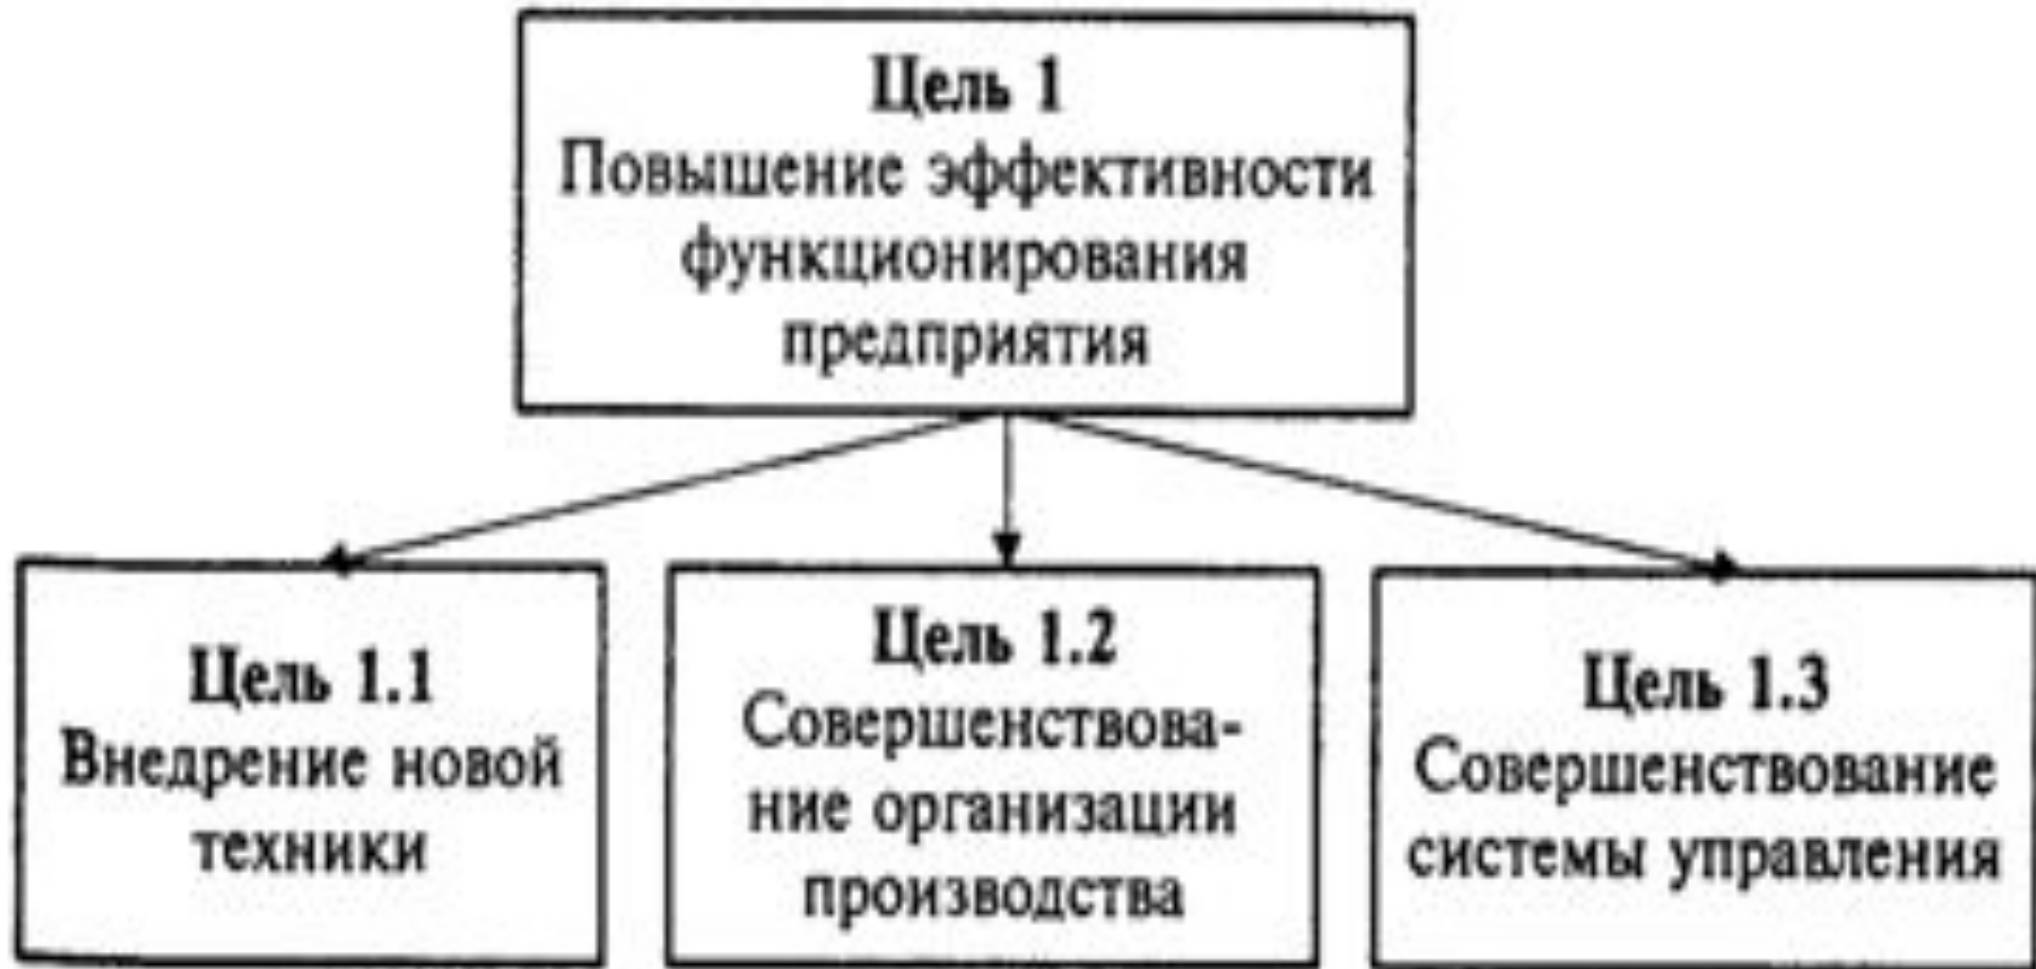 Цель 1
Повышение эффективности
функционирования
предприятия
Цель 1.1
Внедрение новой
техники
Цель 1.2
Совершенствова-
ние организации
производства
Цель 1.3
Совершенствование
системы управления